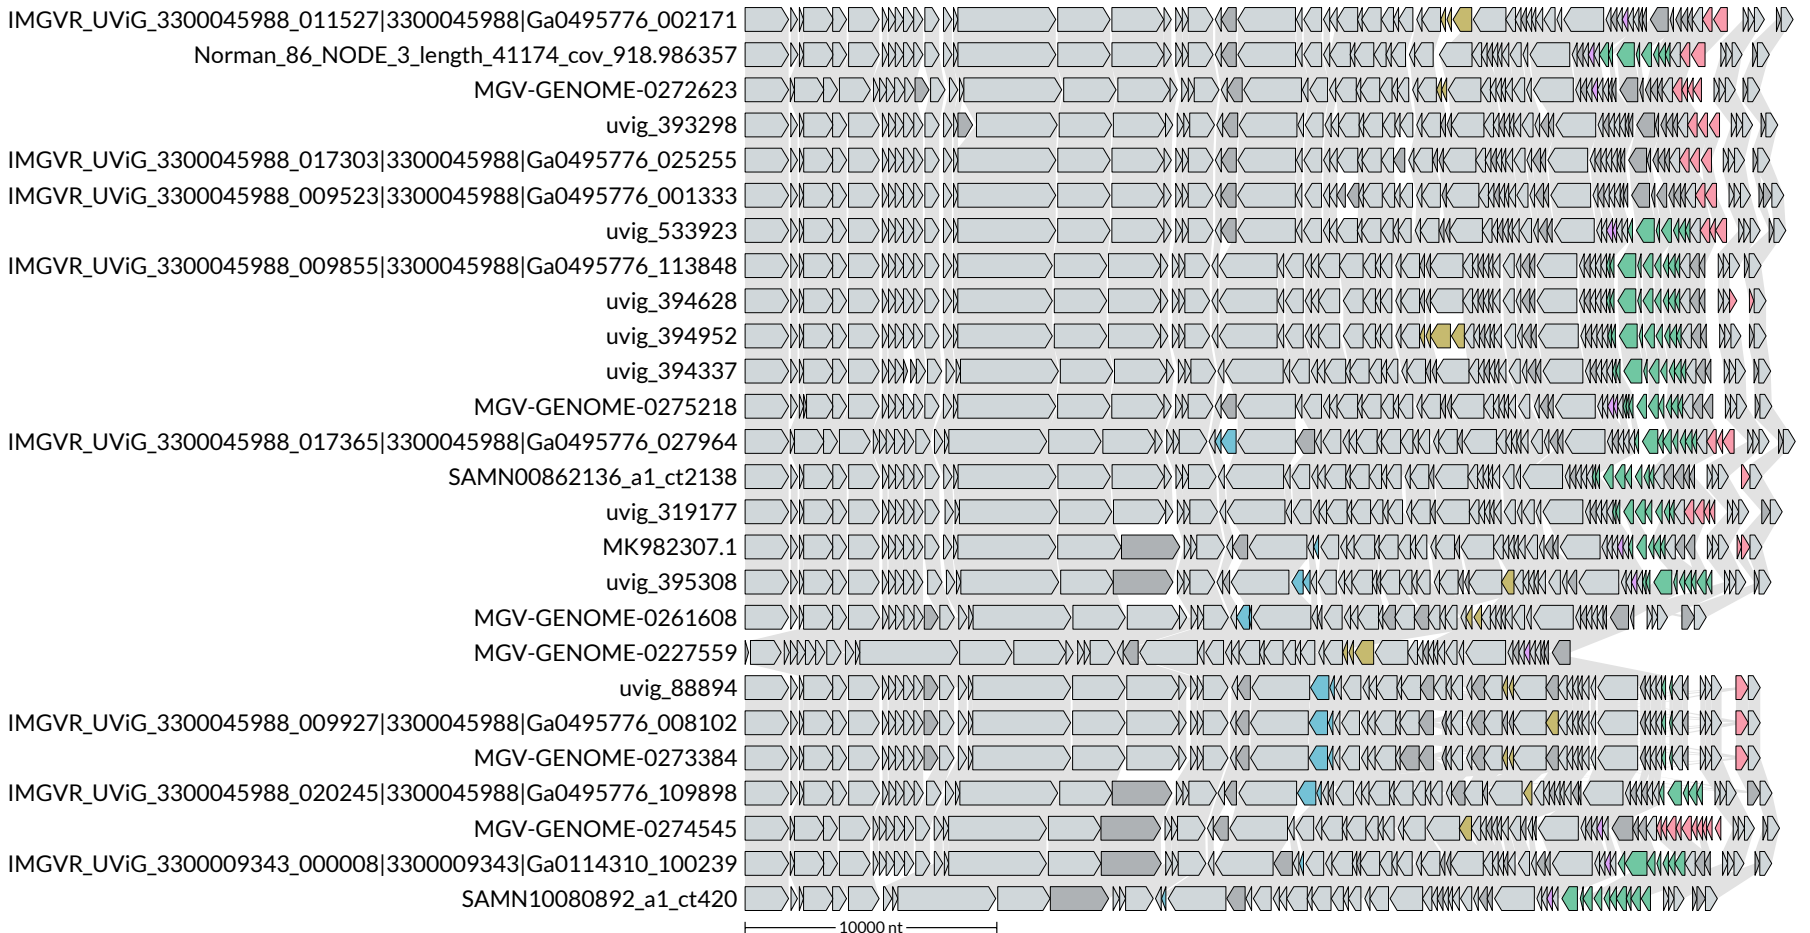 IMGVR_UViG_3300045988_011527|3300045988|Ga0495776_002171
Norman_86_NODE_3_length_41174_cov_918.986357
MGV-GENOME-0272623
uvig_393298
IMGVR_UViG_3300045988_017303|3300045988|Ga0495776_025255
IMGVR_UViG_3300045988_009523|3300045988|Ga0495776_001333
uvig_533923
IMGVR_UViG_3300045988_009855|3300045988|Ga0495776_113848
uvig_394628
uvig_394952
uvig_394337
MGV-GENOME-0275218
IMGVR_UViG_3300045988_017365|3300045988|Ga0495776_027964
SAMN00862136_a1_ct2138
uvig_319177
MK982307.1
uvig_395308
MGV-GENOME-0261608
MGV-GENOME-0227559
uvig_88894
IMGVR_UViG_3300045988_009927|3300045988|Ga0495776_008102
MGV-GENOME-0273384
IMGVR_UViG_3300045988_020245|3300045988|Ga0495776_109898
MGV-GENOME-0274545
IMGVR_UViG_3300009343_000008|3300009343|Ga0114310_100239
SAMN10080892_a1_ct420
10000 nt